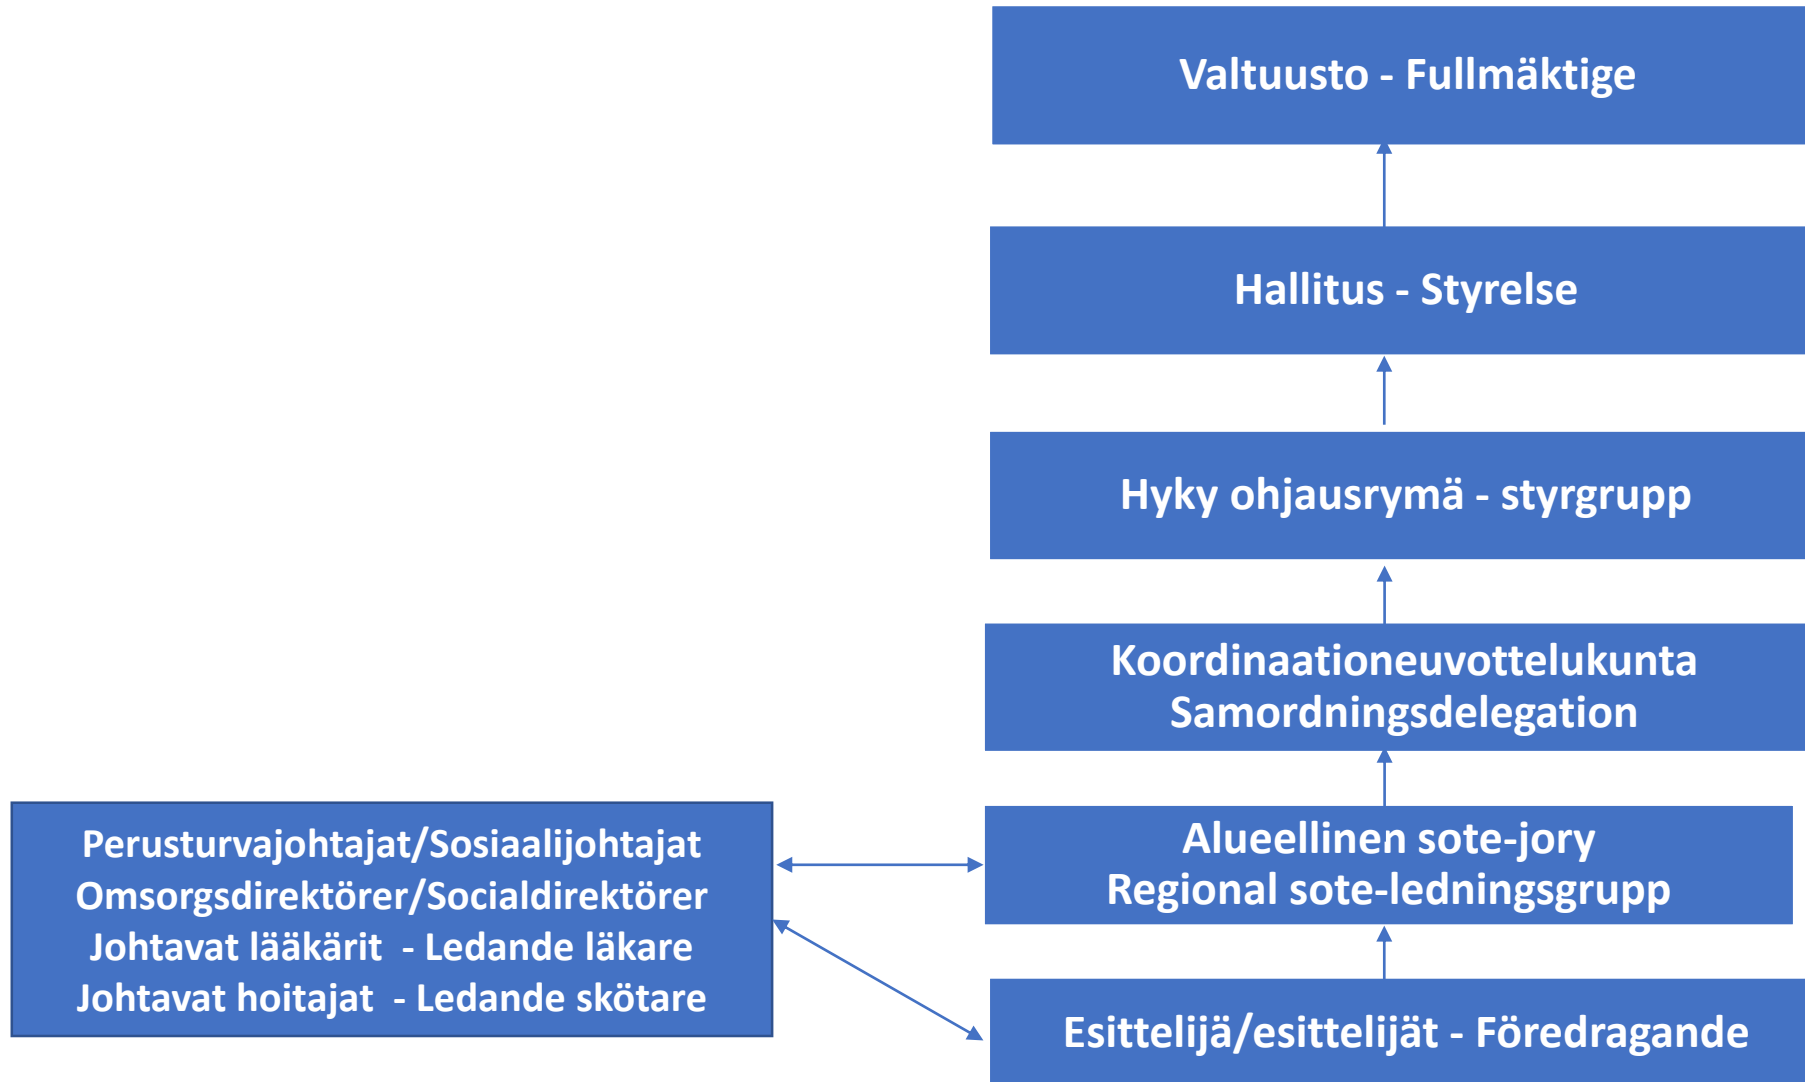 Valtuusto - Fullmäktige
Hallitus - Styrelse
Hyky ohjausrymä - styrgrupp
Koordinaationeuvottelukunta
Samordningsdelegation
Alueellinen sote-jory
Regional sote-ledningsgrupp
Esittelijä/esittelijät - Föredragande
Perusturvajohtajat/Sosiaalijohtajat
Omsorgsdirektörer/Socialdirektörer
Johtavat lääkärit - Ledande läkare
Johtavat hoitajat - Ledande skötare